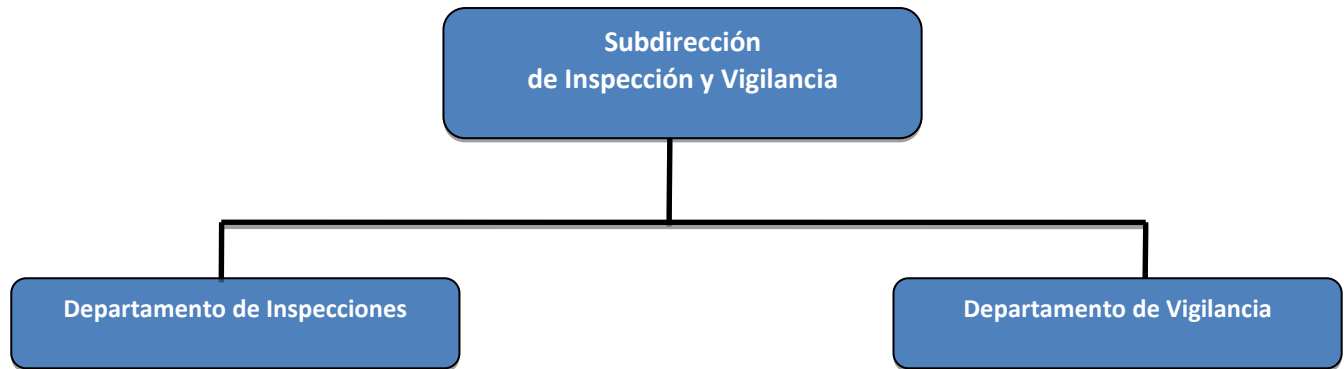 Subdirección
de Inspección y Vigilancia
Departamento de Inspecciones
Departamento de Vigilancia